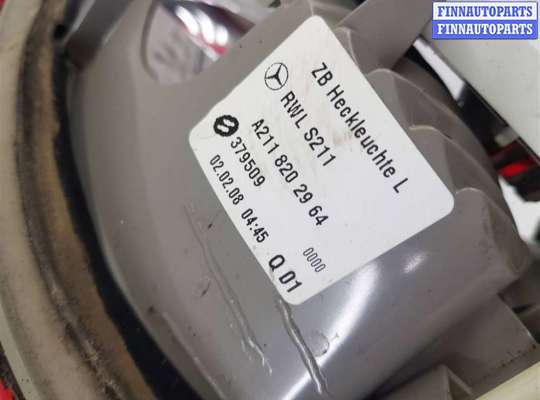 FINNAUTOPARTS
FINNAUTOPARTS
ZB Heckleuchte L
RWL S211
A211 820 29 64
379509
0000
02.02.08 04:45 Q 01